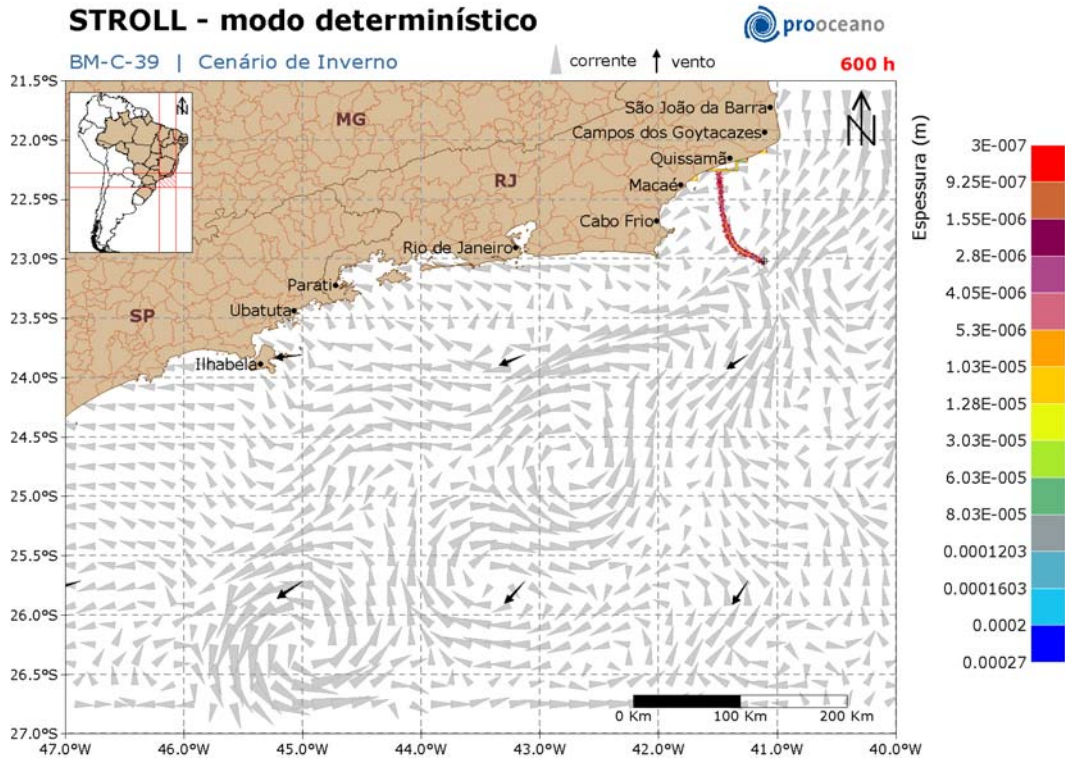 STROLL - modo determinístico
prooceano
BM-C-39 | Cenário de Inverno
corrente
vento
600 h
21.5°S
22.0°S
22.5°S
23.0°S
23.5°S
24.0°S
24.5°S
25.0°S
25.5°S
26.0°S
26.5°S
27.0°S
N
MG
RJ
SP
São João da Barra
Campos dos Goytacazes
Quissamã
Macaé
Cabo Frio
Rio de Janeiro
Parati
Ubatuta
Ilhabela
N
0 Km 100 Km 200 Km
47.0°W 46.0°W 45.0°W 44.0°W 43.0°W 42.0°W 41.0°W 40.0°W
Espessura (m)
3E-007
9.25E-007
1.55E-006
2.8E-006
4.05E-006
5.3E-006
1.03E-005
1.28E-005
3.03E-005
6.03E-005
8.03E-005
0.0001203
0.0001603
0.0002
0.00027